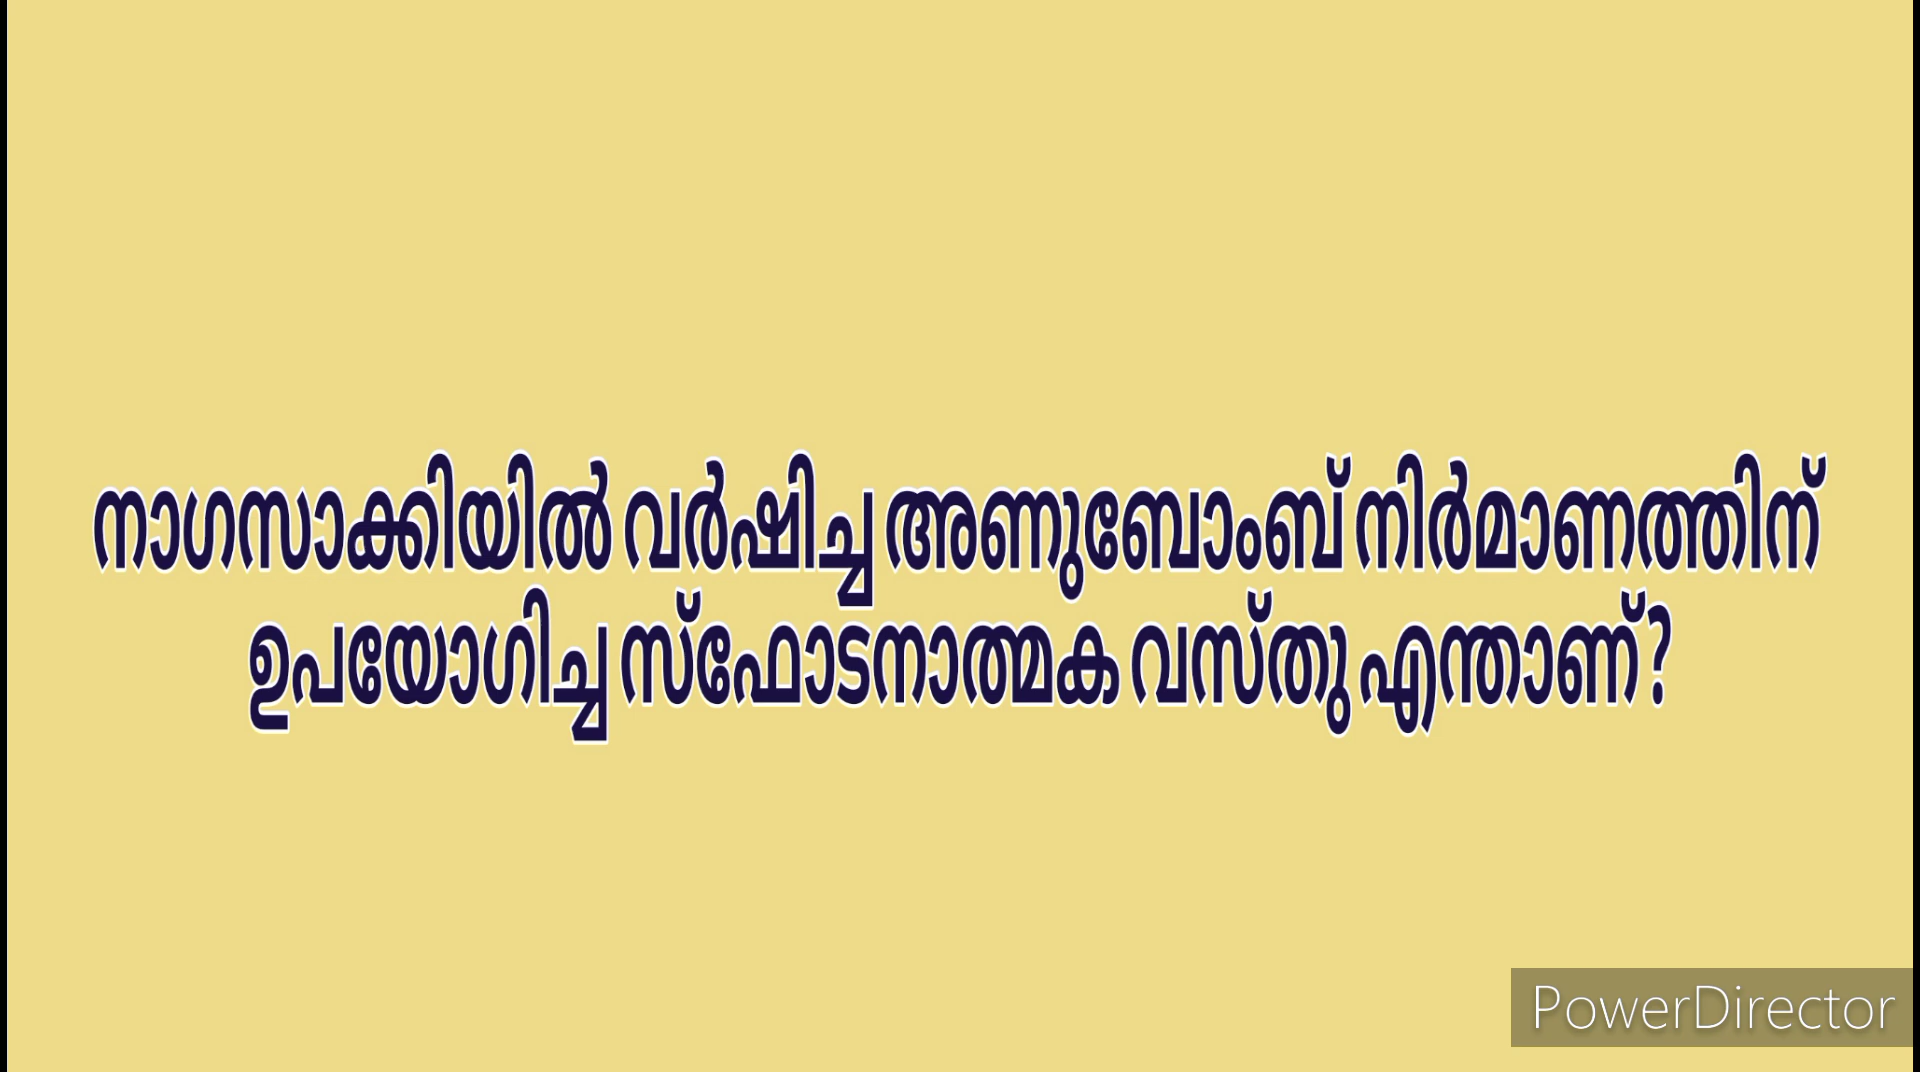 നാഗസാക്കിയിൽ വർഷിച്ച അണുബോംബ് നിർമാണത്തിന്
ഉപയോഗിച്ച സ്ഫോടനാത്മക വസ്തു എന്താണ്?
PowerDirector